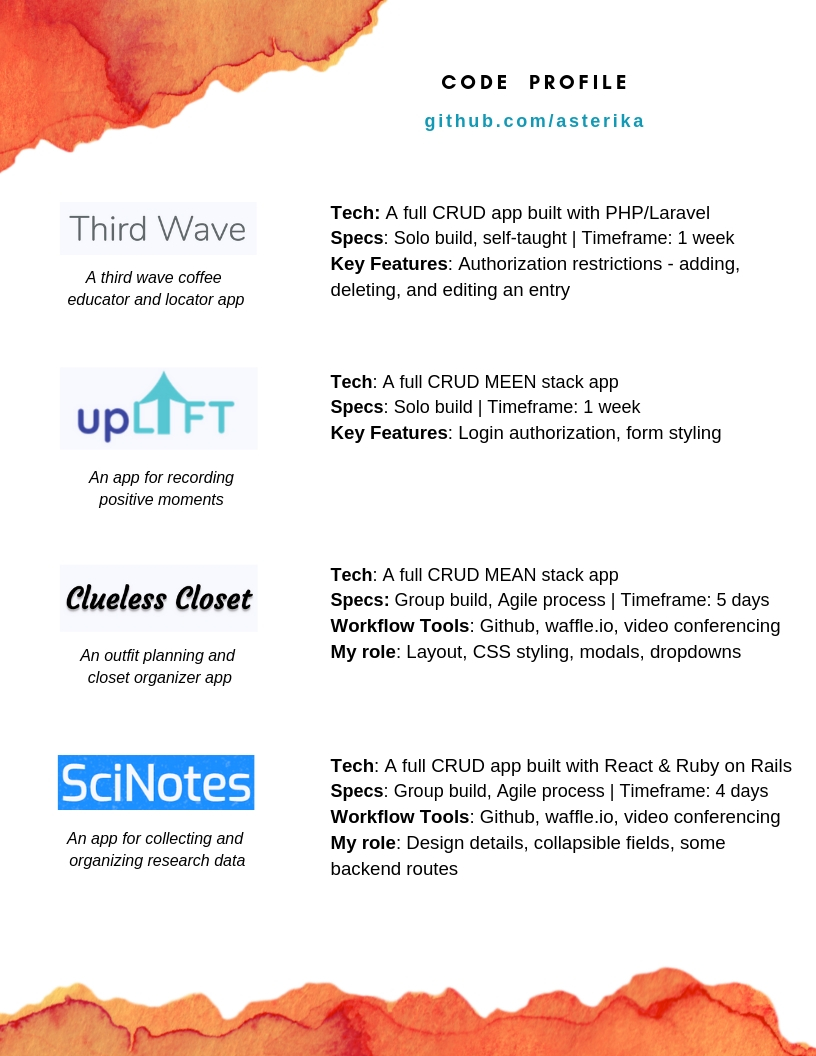 CODE PROFILE
github.com/asterika
Third Wave
A third wave coffee
educator and locator app
Tech: A full CRUD app built with PHP/Laravel
Specs: Solo build, self-taught | Timeframe: 1 week
Key Features: Authorization restrictions - adding,
deleting, and editing an entry
upLIFT
An app for recording
positive moments
Tech: A full CRUD MEEN stack app
Specs: Solo build | Timeframe: 1 week
Key Features: Login authorization, form styling
Clueless Closet
An outfit planning and
closet organizer app
Tech: A full CRUD MEAN stack app
Specs: Group build, Agile process | Timeframe: 5 days
Workflow Tools: Github, waffle.io, video conferencing
My role: Layout, CSS styling, modals, dropdowns
SciNotes
An app for collecting and
organizing research data
Tech: A full CRUD app built with React & Ruby on Rails
Specs: Group build, Agile process | Timeframe: 4 days
Workflow Tools: Github, waffle.io, video conferencing
My role: Design details, collapsible fields, some
backend routes